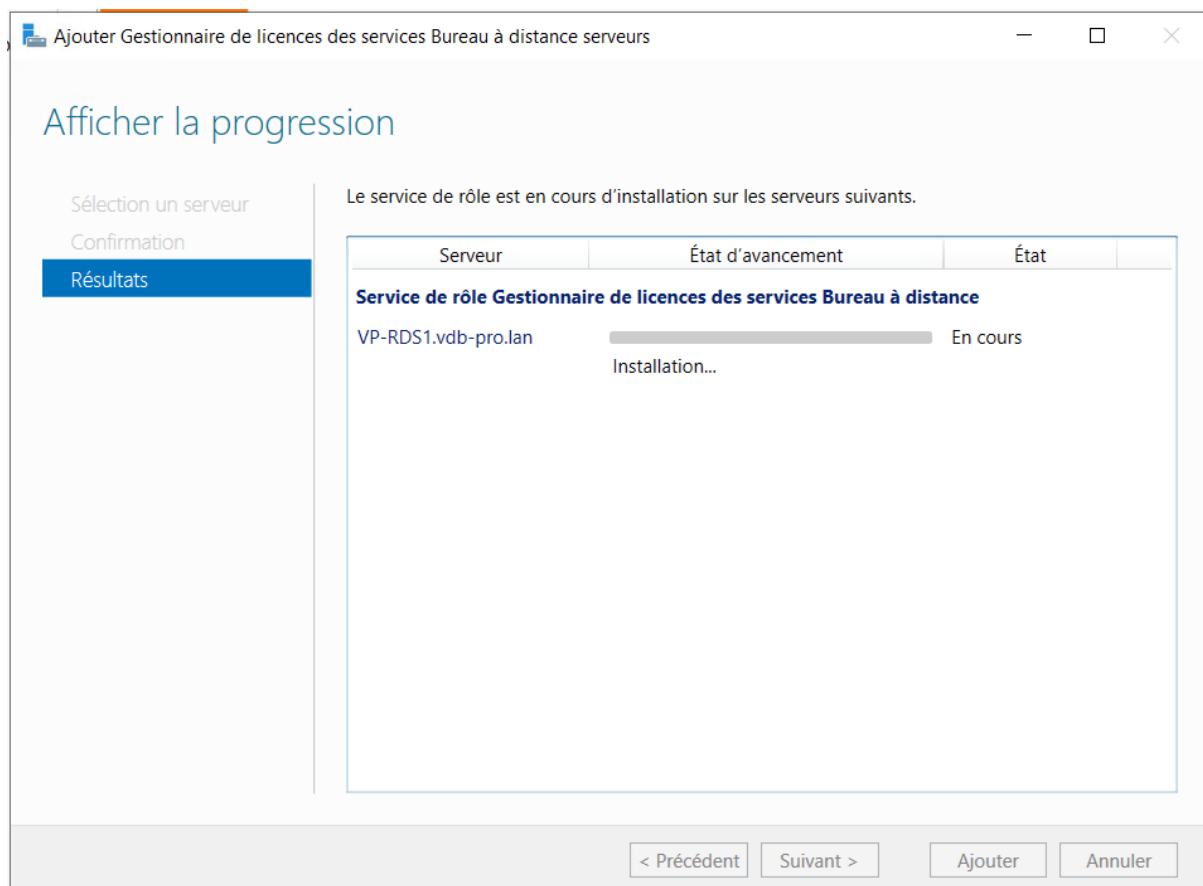 Ajouter Gestionnaire de licences des services Bureau à distance serveurs
Afficher la progression
Sélection un serveur
Confirmation
Résultats
Le service de rôle est en cours d'installation sur les serveurs suivants.
Serveur État d'avancement État
Service de rôle Gestionnaire de licences des services Bureau à distance
VP-RDS1.vdb-pro.lan En cours
Installation...
< Précédent Suivant > Ajouter Annuler